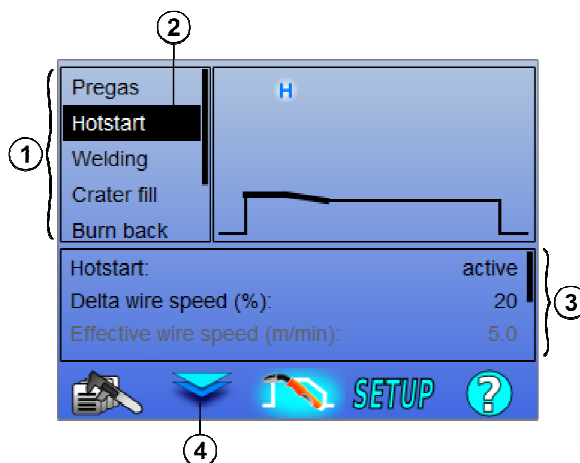 2
1
Pregas
H
Hotstart
Welding
Crater fill
Burn back
Hotstart: active
Delta wire speed (%): 20
Effective wire speed (m/min): 5.0
3
SETUP ?
4